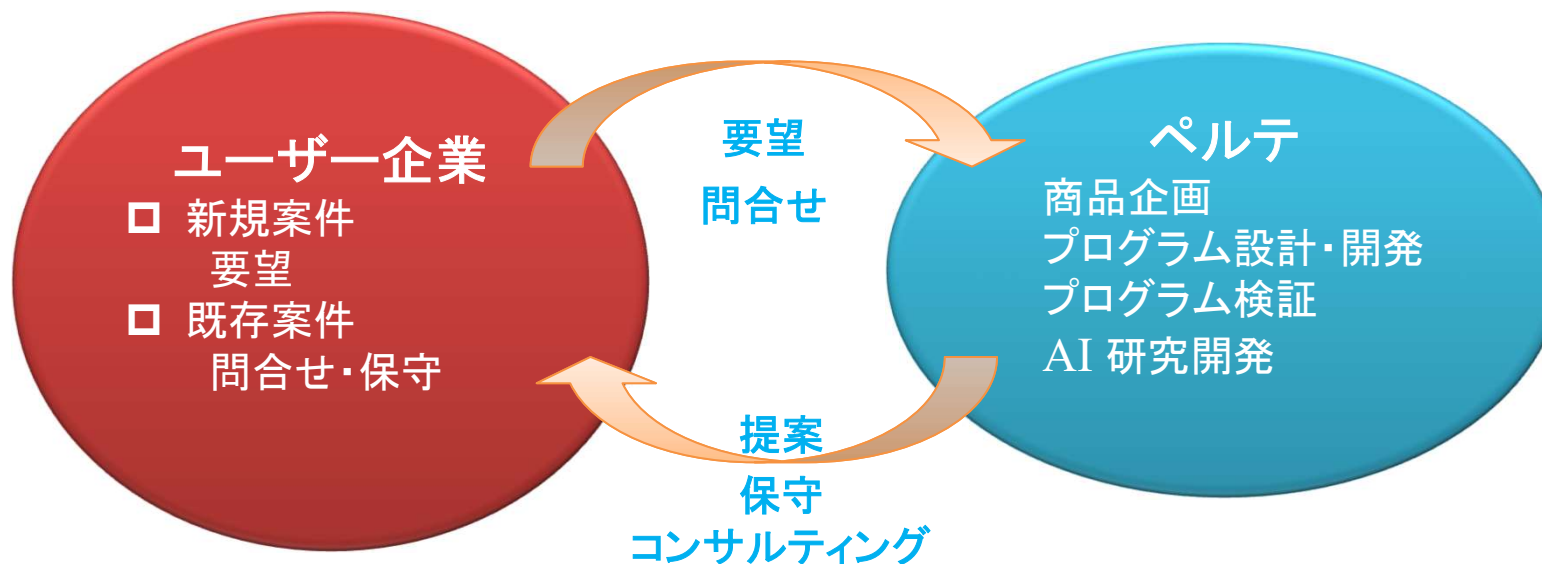 ユーザー企業
新規案件
要望
既存案件
問合せ・保守
要望
問合せ
提案
保守
コンサルティング
ペルテ
商品企画
プログラム設計・開発
プログラム検証
AI 研究開発